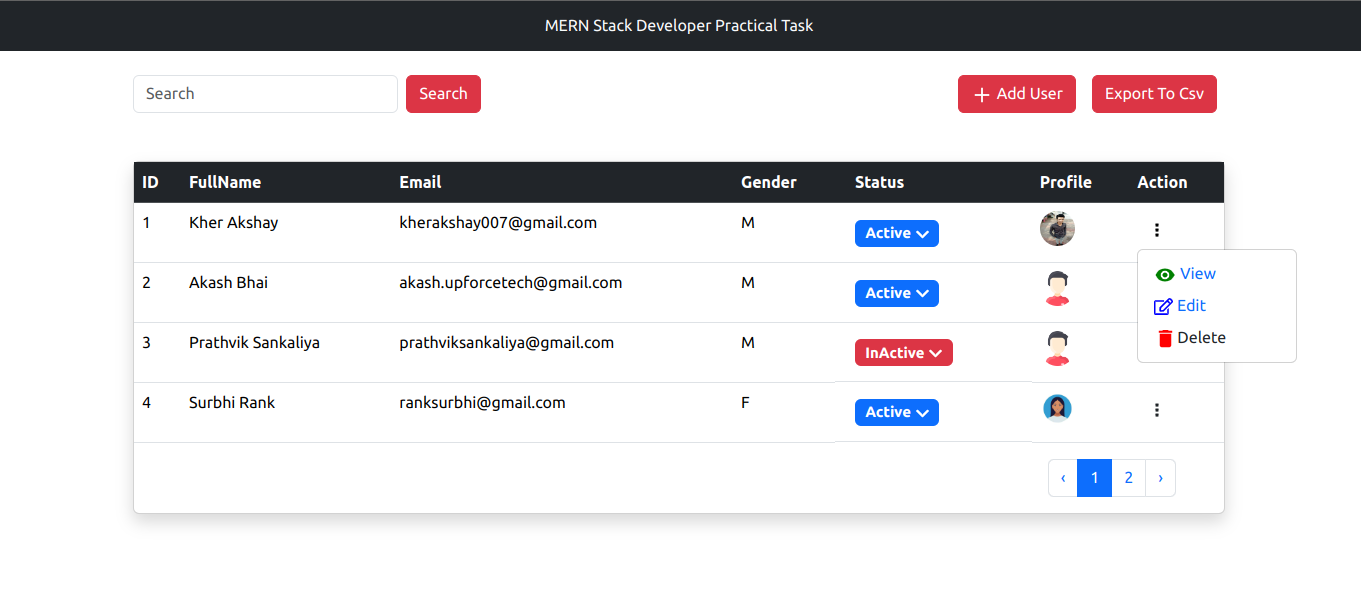 MERN Stack Developer Practical Task
Search Search + Add User Export To Csv
ID FullName Email Gender Status Profile Action
1 Kher Akshay kherakshay007@gmail.com M Active
2 Akash Bhai akash.upforcetech@gmail.com M Active
View
Edit
3 Prathvik Sankaliya prathviksankaliya@gmail.com M InActive
Delete
4 Surbhi Rank ranksurbhi@gmail.com F Active
‹ 1 2 ›